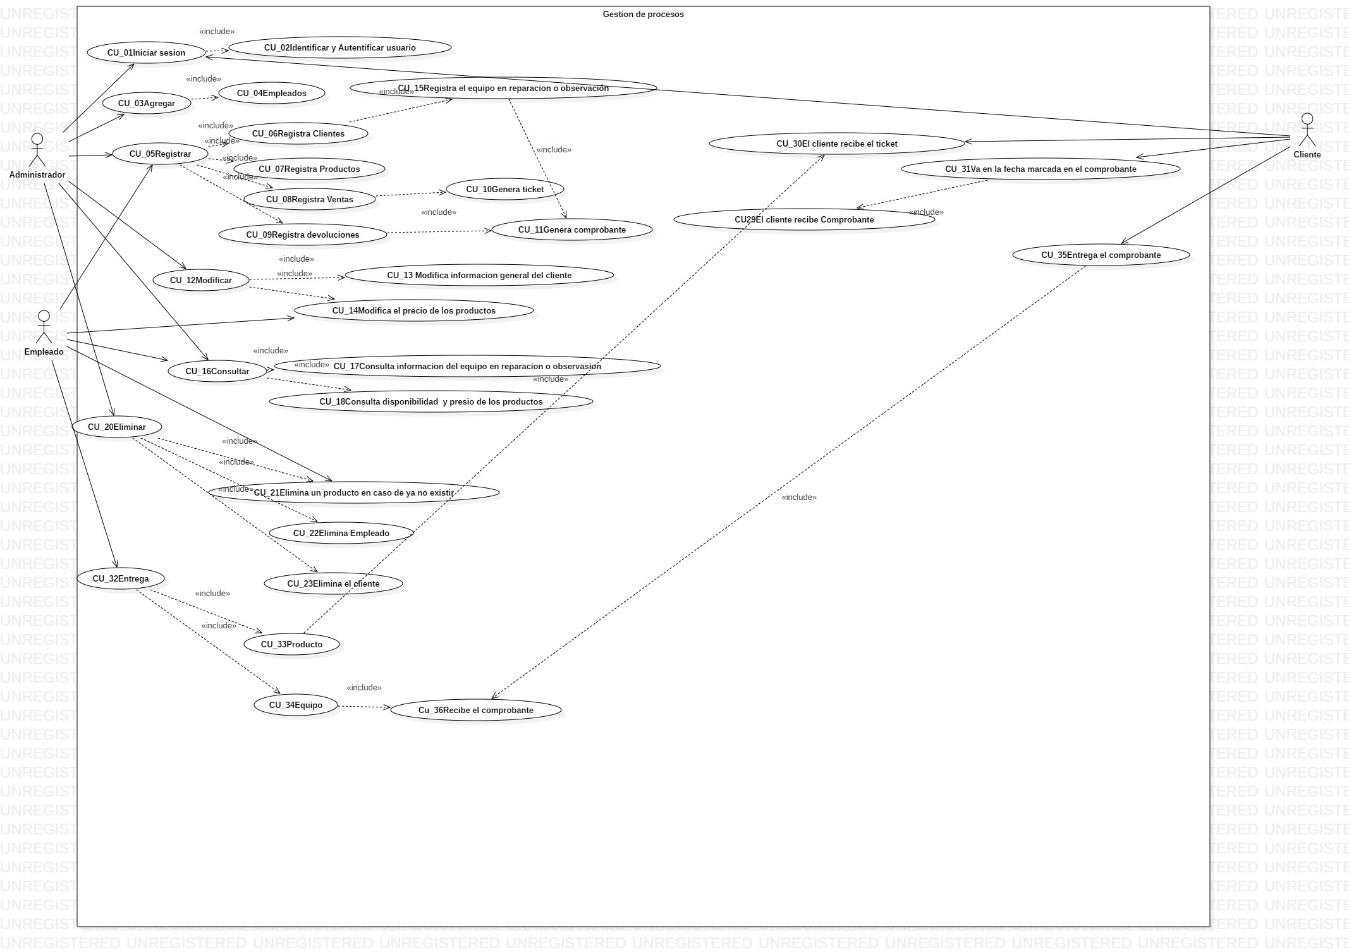 Gestion de procesos
«include»
CU_01Iniciar sesion
CU_02Identificar y Autentificar usuario
«include»
CU_03Agregar
CU_04Empleados
CU_15Registra el equipo en reparacion o observación
«include»
«include»
CU_06Registra Clientes
«include»
CU_05Registrar
«include»
CU_07Registra Productos
«include»
CU_08Registra Ventas
CU_10Genera ticket
«include»
CU_09Registra devoluciones
CU_11Genera comprobante
CU_30El cliente recibe el ticket
CU_31Va en la fecha marcada en el comprobante
CU29El cliente recibe Comprobante
«include»
CU_35Entrega el comprobante
Administrador
Cliente
Empleado
«include»
«include»
CU_12Modificar
CU_13 Modifica informacion general del cliente
CU_14Modifica el precio de los productos
«include»
«include»
CU_16Consultar
CU_17Consulta informacion del equipo en reparacion o observasion
«include»
CU_18Consulta disponibilidad y presio de los productos
CU_20Eliminar
«include»
«include»
«include»
CU_21Elimina un producto en caso de ya no existir
«include»
CU_22Elimina Empleado
CU_32Entrega
CU_23Elimina el cliente
«include»
«include»
CU_33Producto
«include»
CU_34Equipo
Cu_36Recibe el comprobante
UNREGISTERED UNREGISTERED UNREGISTERED UNREGISTERED UNREGISTERED UNREGISTERED UNREGISTERED UNREGISTERED UNREGISTERED UNREGISTERED UNREGISTE